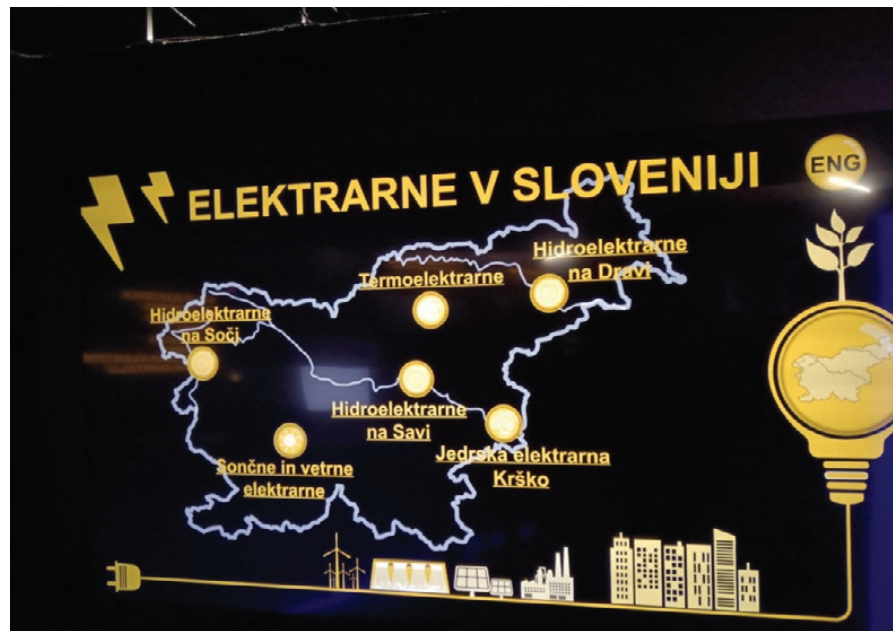 ELEKTRARNE V SLOVENIJI
ENG
Hidroelektrarne
na Dravi
Termoelektrarne
Hidroelektrarne
na Soči
Hidroelektrarne
na Savi
Jedrska elektrarna
Krško
Sončne in vetrne
elektrarne